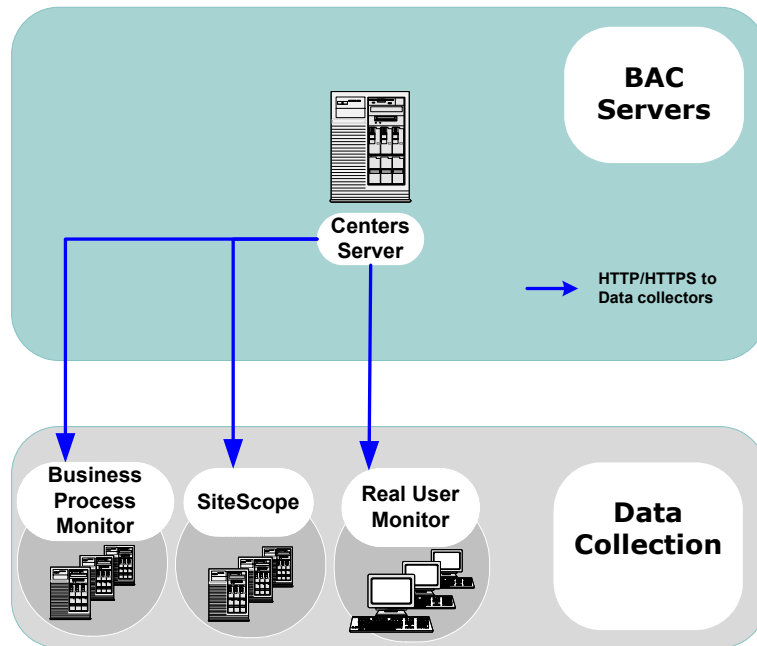 BAC
Servers
Centers
Server
HTTP/HTTPS to
Data collectors
Business
Process
Monitor
SiteScope
Real User
Monitor
Data
Collection